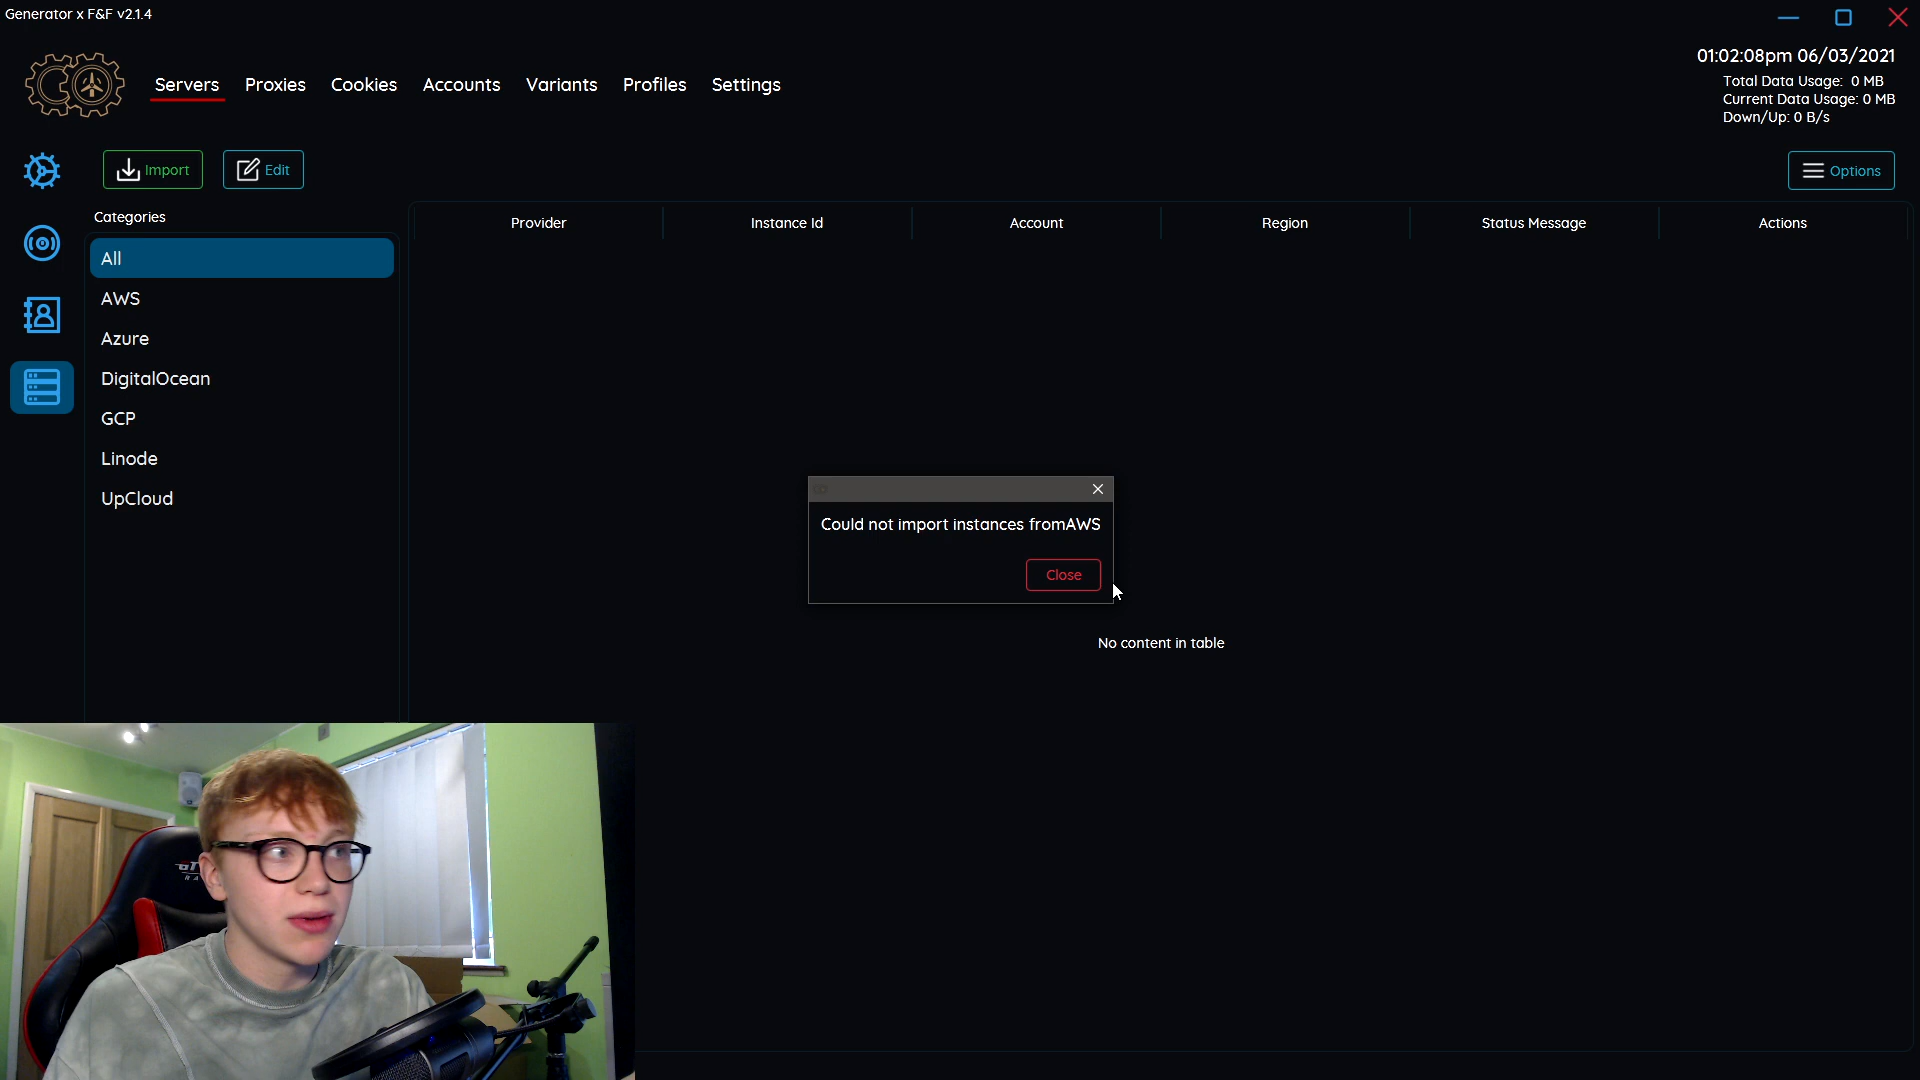 Generator x F&F v2.1.4
01:02:08pm 06/03/2021
Total Data Usage: 0 MB
Current Data Usage: 0 MB
Down/Up: 0 B/s
Servers
Proxies
Cookies
Accounts
Variants
Profiles
Settings
Import
Edit
Options
Categories
All
AWS
Azure
DigitalOcean
GCP
Linode
UpCloud
Provider
Instance Id
Account
Region
Status Message
Actions
Could not import instances fromAWS
Close
No content in table